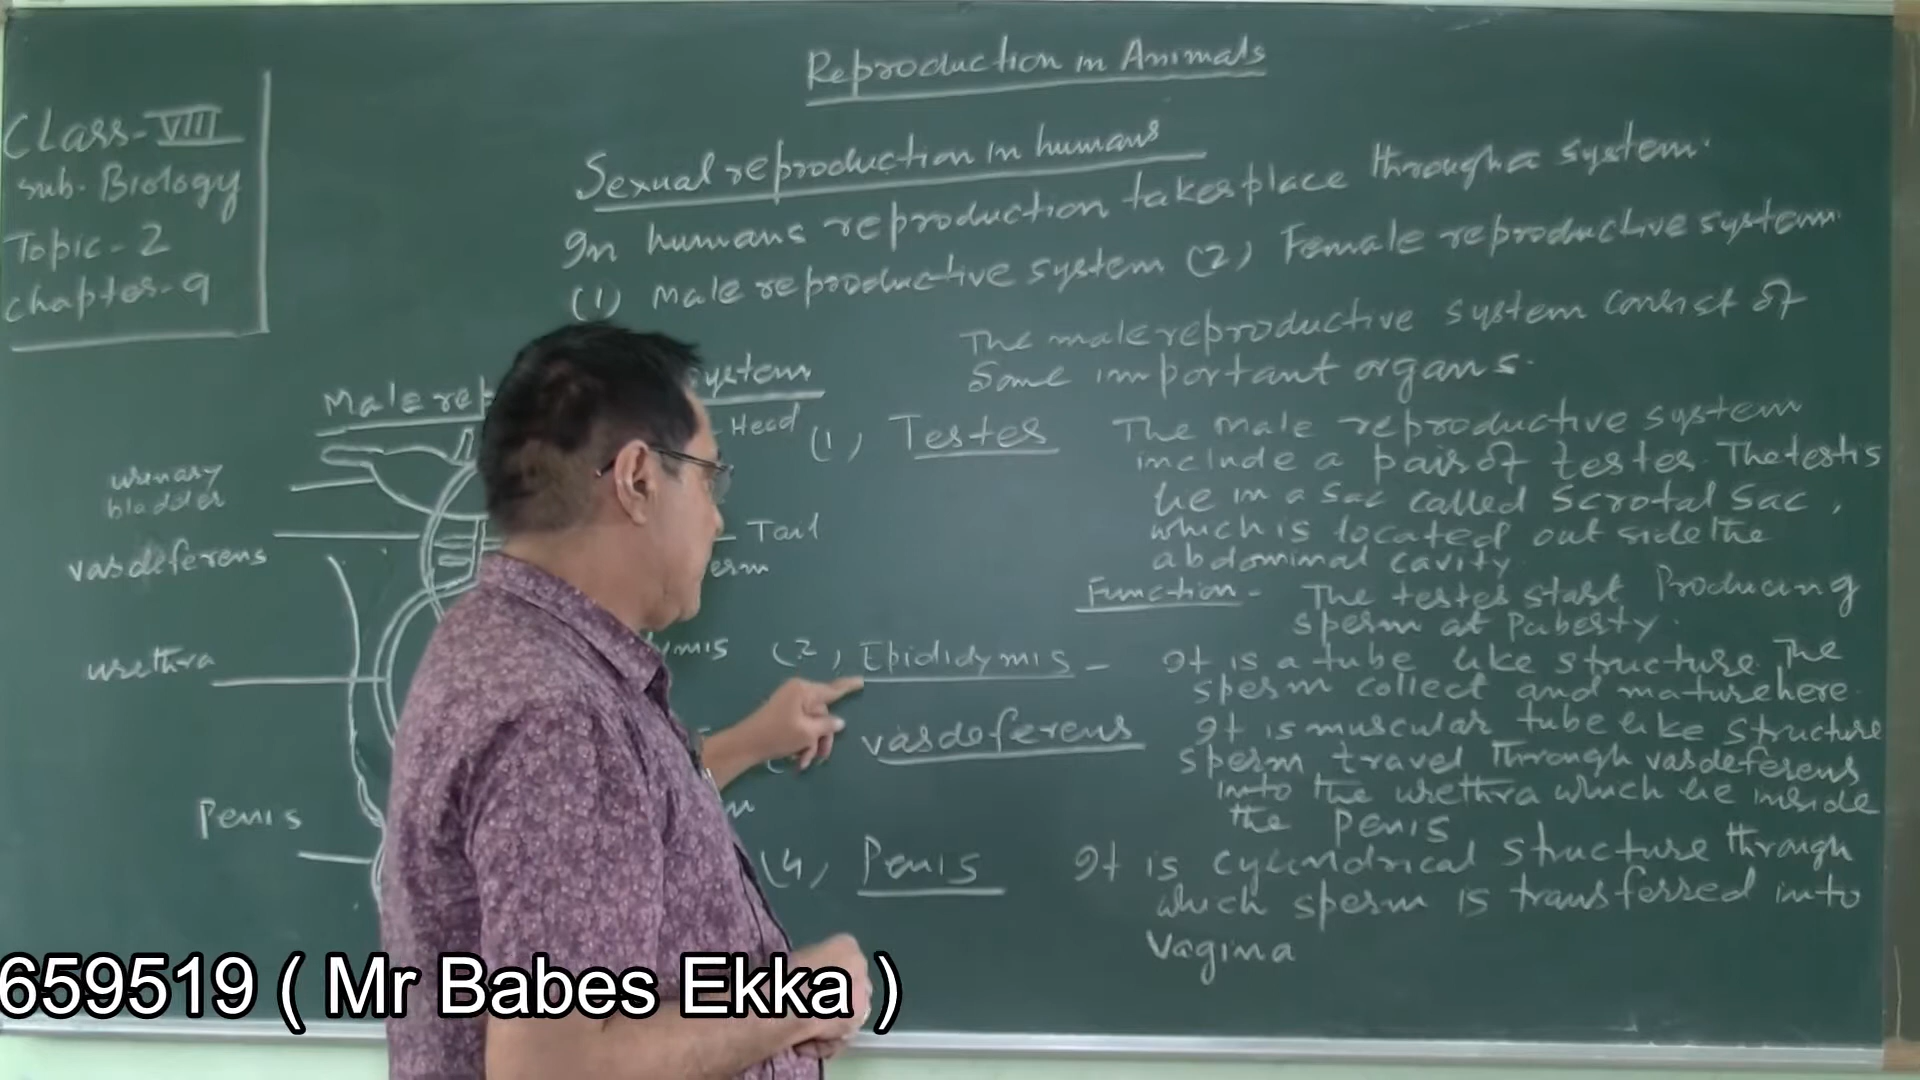 Reproduction in Animals
Class-VIII
Sub. Biology
Topic-2
Chapter-9
Sexual reproduction in humans
In humans reproduction takes place through a system.
(1) Male reproductive system (2) Female reproductive system
The male reproductive system consist of
Some important organs.
Male rep ystem
Head
urinary
bladder
Tail
erm
vasdeferens
urethra
ymis
Penis
(1) Testes The male reproductive system
include a pair of testes. The testis
lie in a sac called Scrotal Sac,
which is located out side the
abdominal cavity.
Function - The testes start Producing
sperm at Puberty.
(2) Epididymis - It is a tube like structure. The
sperm collect and mature here.
vasdeferens It is muscular tube like structure
sperm travel through vasdeferens
into the urethra which lie inside
the Penis
(4) Penis It is cylindrical structure through
which sperm is transferred into
vagina
659519 ( Mr Babes Ekka )